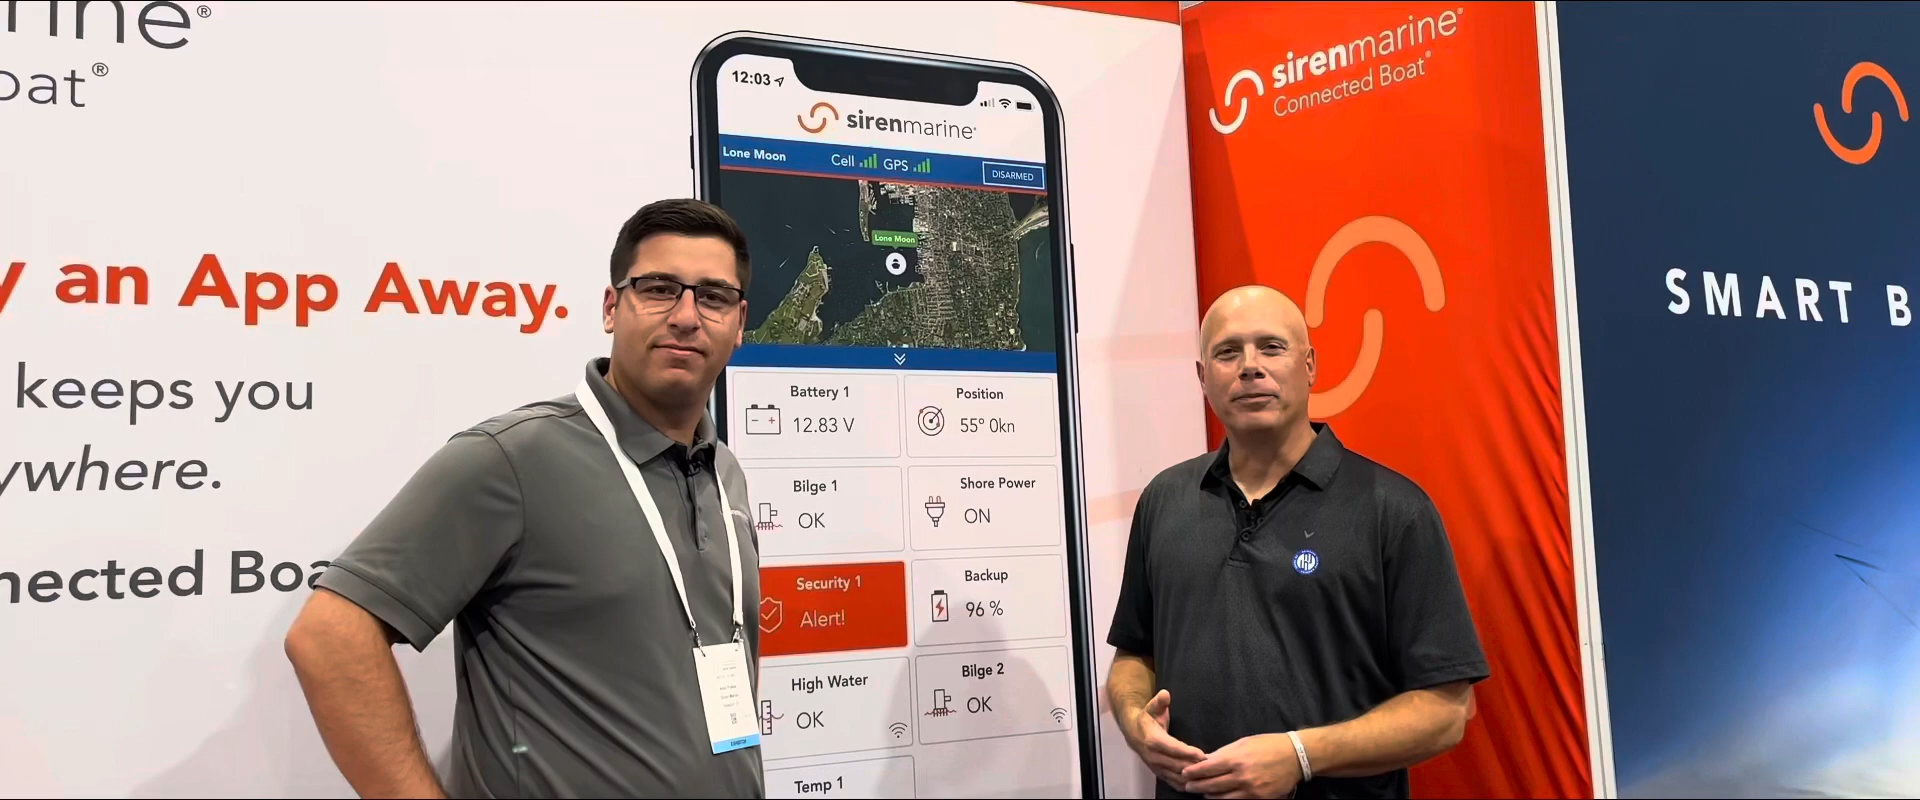 rine®
oat®
y an App Away.
keeps you
ywhere.
nected Boa
12:03
sirenmarine
Lone Moon
Cell
GPS
DISARMED
Lone Moon
Battery 1
12.83 V
Position
55° 0kn
Bilge 1
OK
Shore Power
ON
Security 1
Alert!
Backup
96 %
High Water
OK
Bilge 2
OK
Temp 1
EXHIBITOR
sirenmarine®
Connected Boat®
SMART B